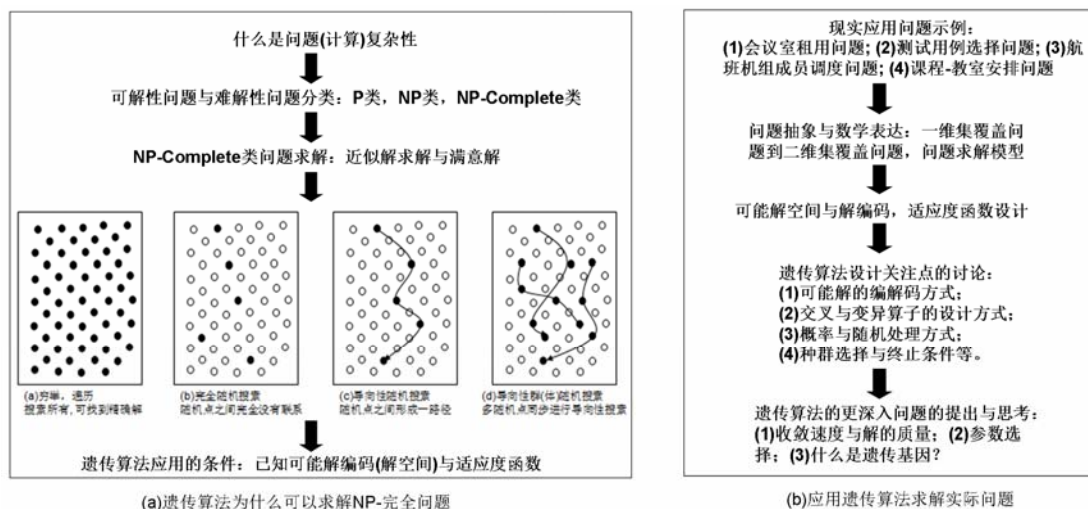 什么是问题(计算)复杂性
可解性问题与难解性问题分类：P类，NP类，NP-Complete类
NP-Complete类问题求解：近似解求解与满意解
(a)穷举，遍历
搜素所有,可找到精确解
(b)完全随机搜素
随机点之间完全没有联系
(c)导向性随机搜素
随机点之间形成一路径
(d)导向性群(体)随机搜素
多随机点同步进行导向性搜素
遗传算法应用的条件：已知可能解编码(解空间)与适应度函数
(a)遗传算法为什么可以求解NP-完全问题
现实应用问题示例：
(1)会议室租用问题; (2)测试用例选择问题; (3)航
班机组成员调度问题; (4)课程-教室安排问题
问题抽象与数学表达：一维集覆盖问
题到二维集覆盖问题，问题求解模型
可能解空间与解编码，适应度函数设计
遗传算法设计关注点的讨论：
(1)可能解的编解码方式；
(2)交叉与变异算子的设计方式；
(3)概率与随机处理方式；
(4)种群选择与终止条件等。
遗传算法的更深入问题的提出与思考：
(1)收敛速度与解的质量；(2)参数选
择；(3)什么是遗传基因？
(b)应用遗传算法求解实际问题